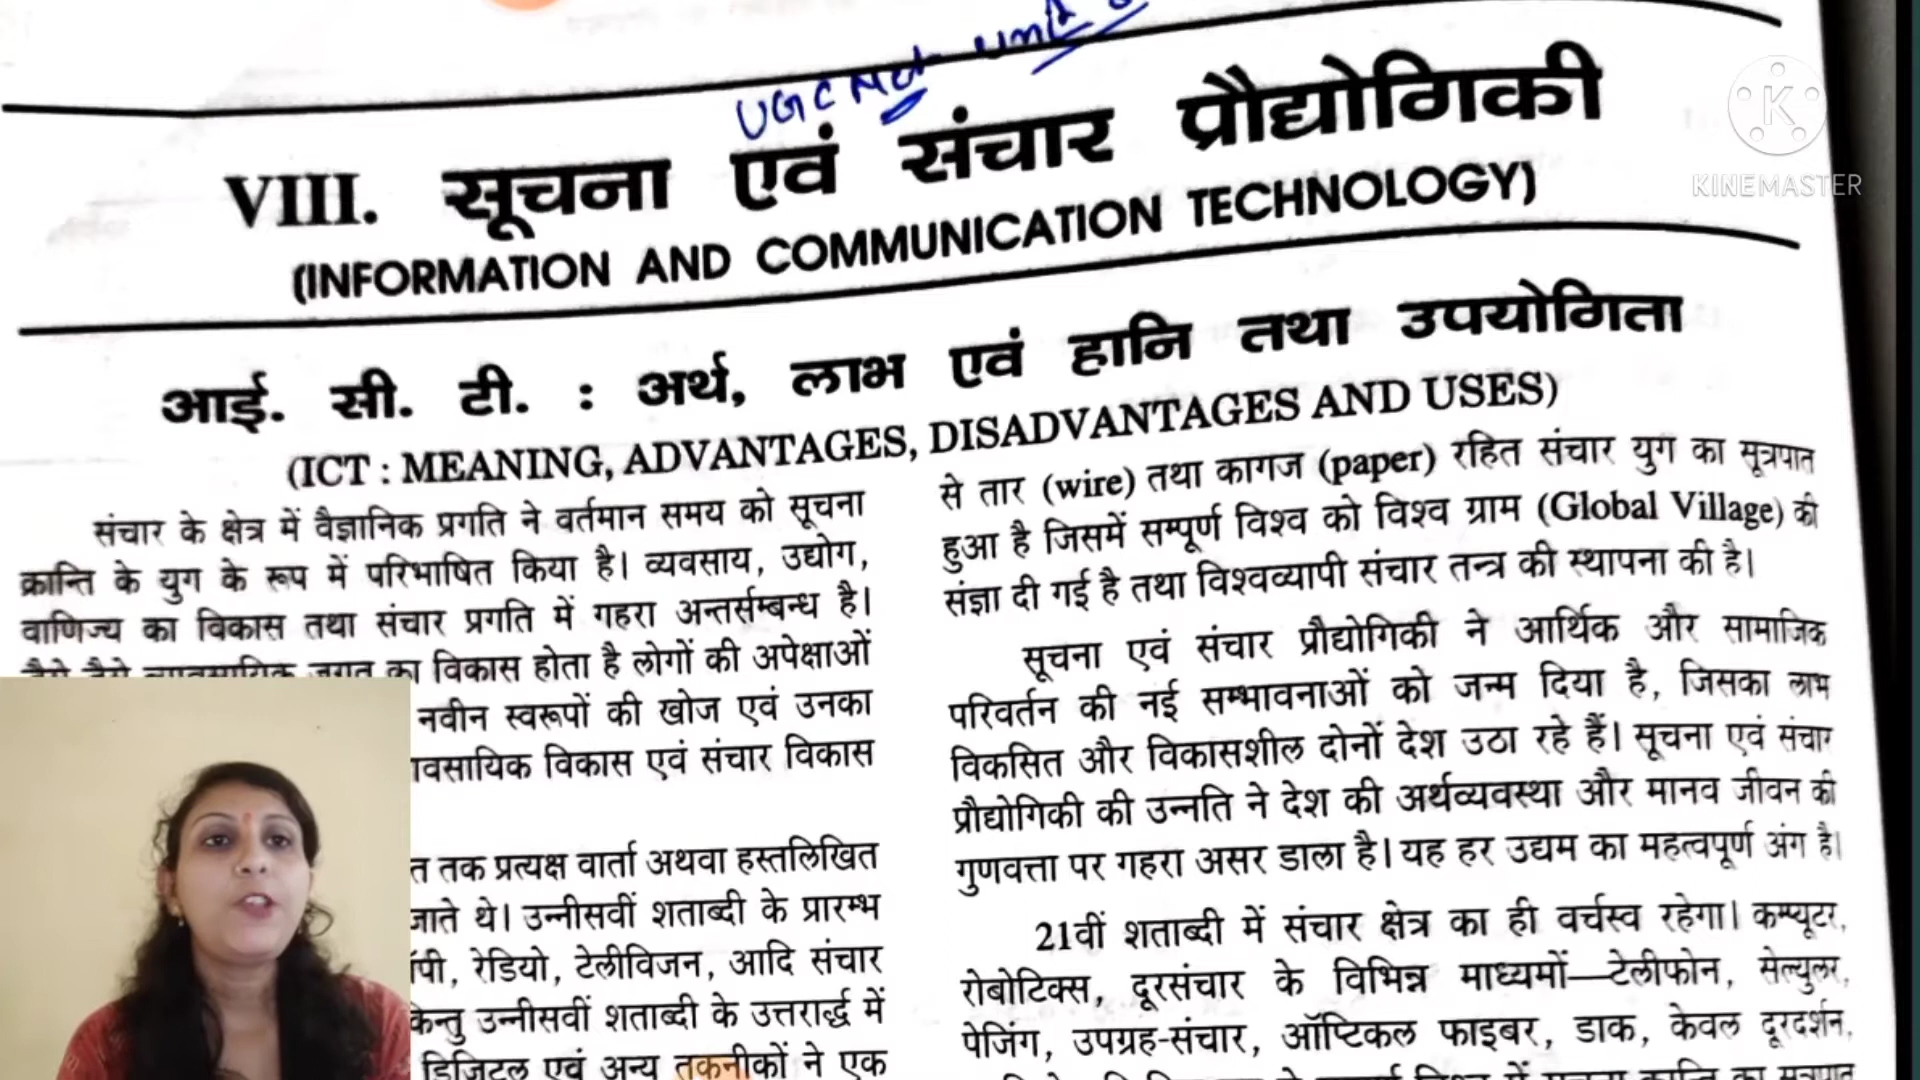 UGC Net unit
VIII. सूचना एवं संचार प्रौद्योगिकी
(INFORMATION AND COMMUNICATION TECHNOLOGY)
KINEMASTER
आई. सी. टी. : अर्थ, लाभ एवं हानि तथा उपयोगिता
(ICT : MEANING, ADVANTAGES, DISADVANTAGES AND USES)
संचार के क्षेत्र में वैज्ञानिक प्रगति ने वर्तमान समय को सूचना
क्रान्ति के युग के रूप में परिभाषित किया है। व्यवसाय, उद्योग,
वाणिज्य का विकास तथा संचार प्रगति में गहरा अन्तर्सम्बन्ध है।
का विकास होता है लोगों की अपेक्षाओं
नवीन स्वरूपों की खोज एवं उनका
विकास एवं संचार विकास
तक प्रत्यक्ष वार्ता अथवा हस्तलिखित
जाते थे। उन्नीसवीं शताब्दी के प्रारम्भ
रेडियो, टेलीविजन, आदि संचार
उन्नीसवीं शताब्दी के उत्तरार्द्ध में
डिजिटल एवं अन्य तकनीकों ने एक
से तार (wire) तथा कागज (paper) रहित संचार युग का सूत्रपात
हुआ है जिसमें सम्पूर्ण विश्व को विश्व ग्राम (Global Village) की
संज्ञा दी गई है तथा विश्वव्यापी संचार तन्त्र की स्थापना की है।
सूचना एवं संचार प्रौद्योगिकी ने आर्थिक और सामाजिक
परिवर्तन की नई सम्भावनाओं को जन्म दिया है, जिसका लाभ
विकसित और विकासशील दोनों देश उठा रहे हैं। सूचना एवं संचार
प्रौद्योगिकी की उन्नति ने देश की अर्थव्यवस्था और मानव जीवन की
गुणवत्ता पर गहरा असर डाला है। यह हर उद्यम का महत्वपूर्ण अंग है।
21वीं शताब्दी में संचार क्षेत्र का ही वर्चस्व रहेगा। कम्प्यूटर,
रोबोटिक्स, दूरसंचार के विभिन्न माध्यमों—टेलीफोन, सेल्युलर,
पेजिंग, उपग्रह-संचार, ऑप्टिकल फाइबर, डाक, केवल दूरदर्शन,